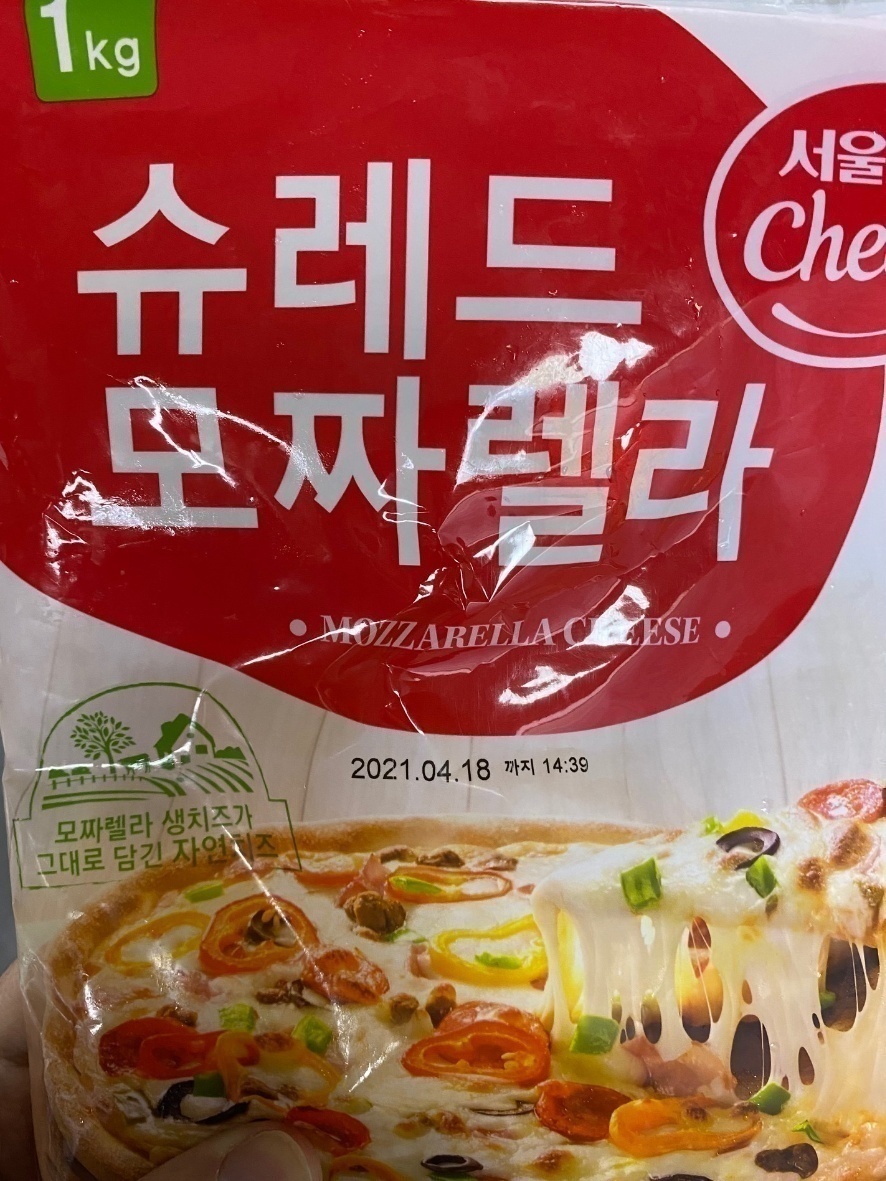 1kg
서울
슈레드
모짜렐라
• MOZZARELLA CHEESE •
2021.04.18 까지 14:39
모짜렐라 생치즈가
그대로 담긴 자연치즈